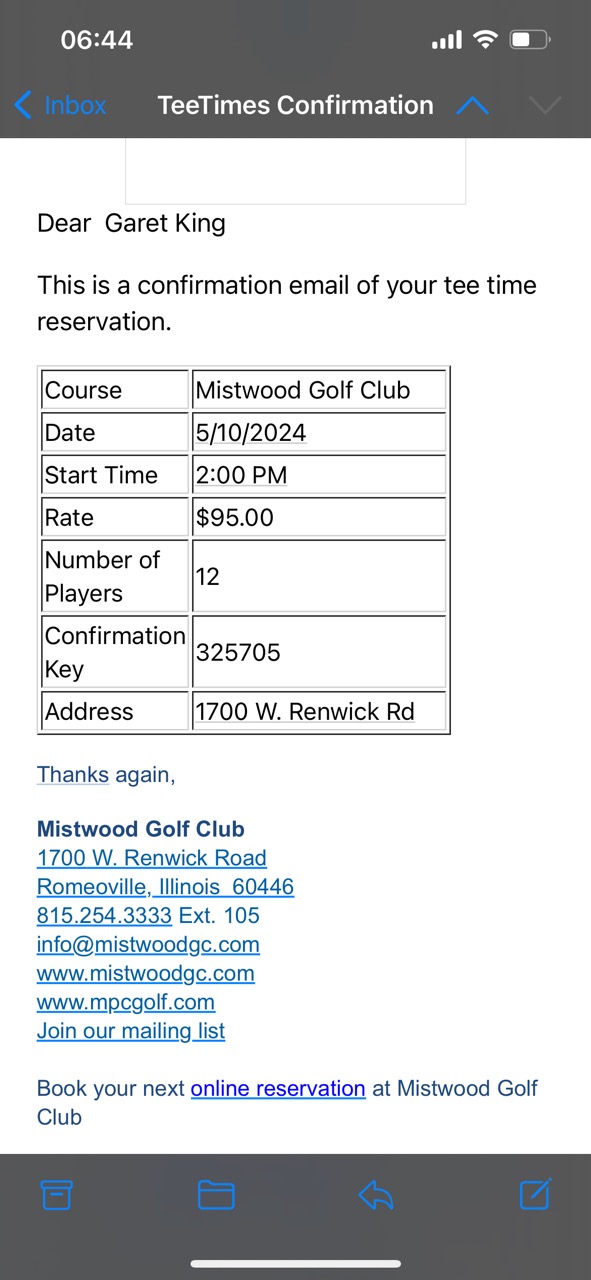 06:44
Inbox TeeTimes Confirmation
Dear Garet King
This is a confirmation email of your tee time
reservation.
Course Mistwood Golf Club
Date 5/10/2024
Start Time 2:00 PM
Rate $95.00
Number of
Players 12
Confirmation
Key 325705
Address 1700 W. Renwick Rd
Thanks again,
Mistwood Golf Club
1700 W. Renwick Road
Romeoville, Illinois  60446
815.254.3333 Ext. 105
info@mistwoodgc.com
www.mistwoodgc.com
www.mpcgolf.com
Join our mailing list
Book your next online reservation at Mistwood Golf
Club